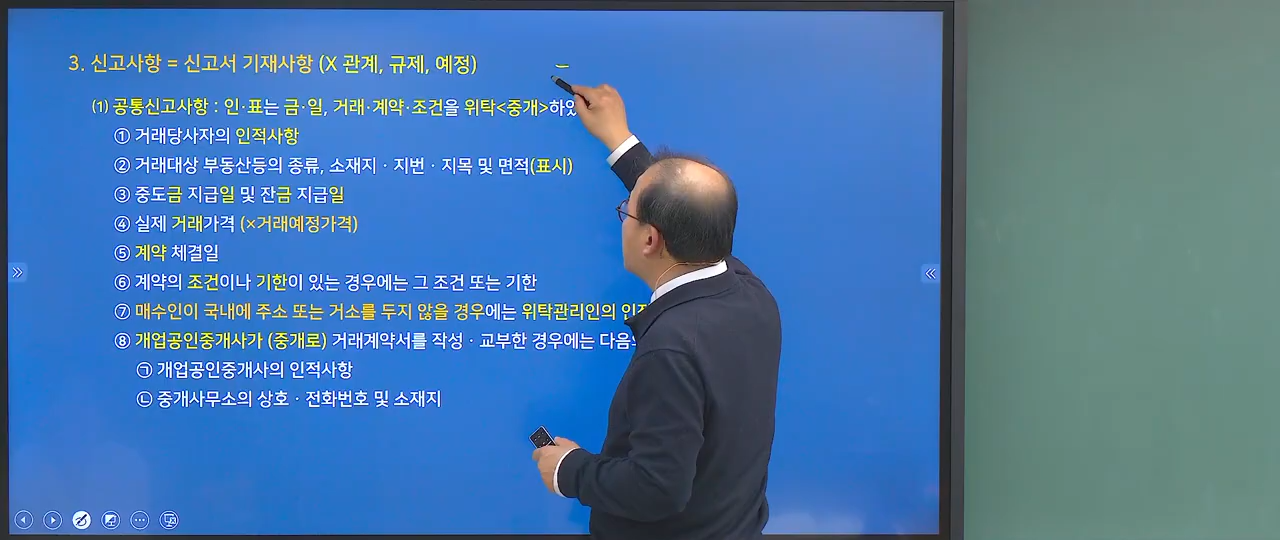 3. 신고사항 = 신고서 기재사항 (X 관계, 규제, 예정)
(1) 공통신고사항 : 인·표는 금·일, 거래·계약·조건을 위탁<중개>하였
① 거래당사자의 인적사항
② 거래대상 부동산등의 종류, 소재지 · 지번 · 지목 및 면적(표시)
③ 중도금 지급일 및 잔금 지급일
④ 실제 거래가격 (×거래예정가격)
⑤ 계약 체결일
⑥ 계약의 조건이나 기한이 있는 경우에는 그 조건 또는 기한
⑦ 매수인이 국내에 주소 또는 거소를 두지 않을 경우에는 위탁관리인의
⑧ 개업공인중개사가 (중개로) 거래계약서를 작성 · 교부한 경우에는
㉠ 개업공인중개사의 인적사항
㉡ 중개사무소의 상호 · 전화번호 및 소재지